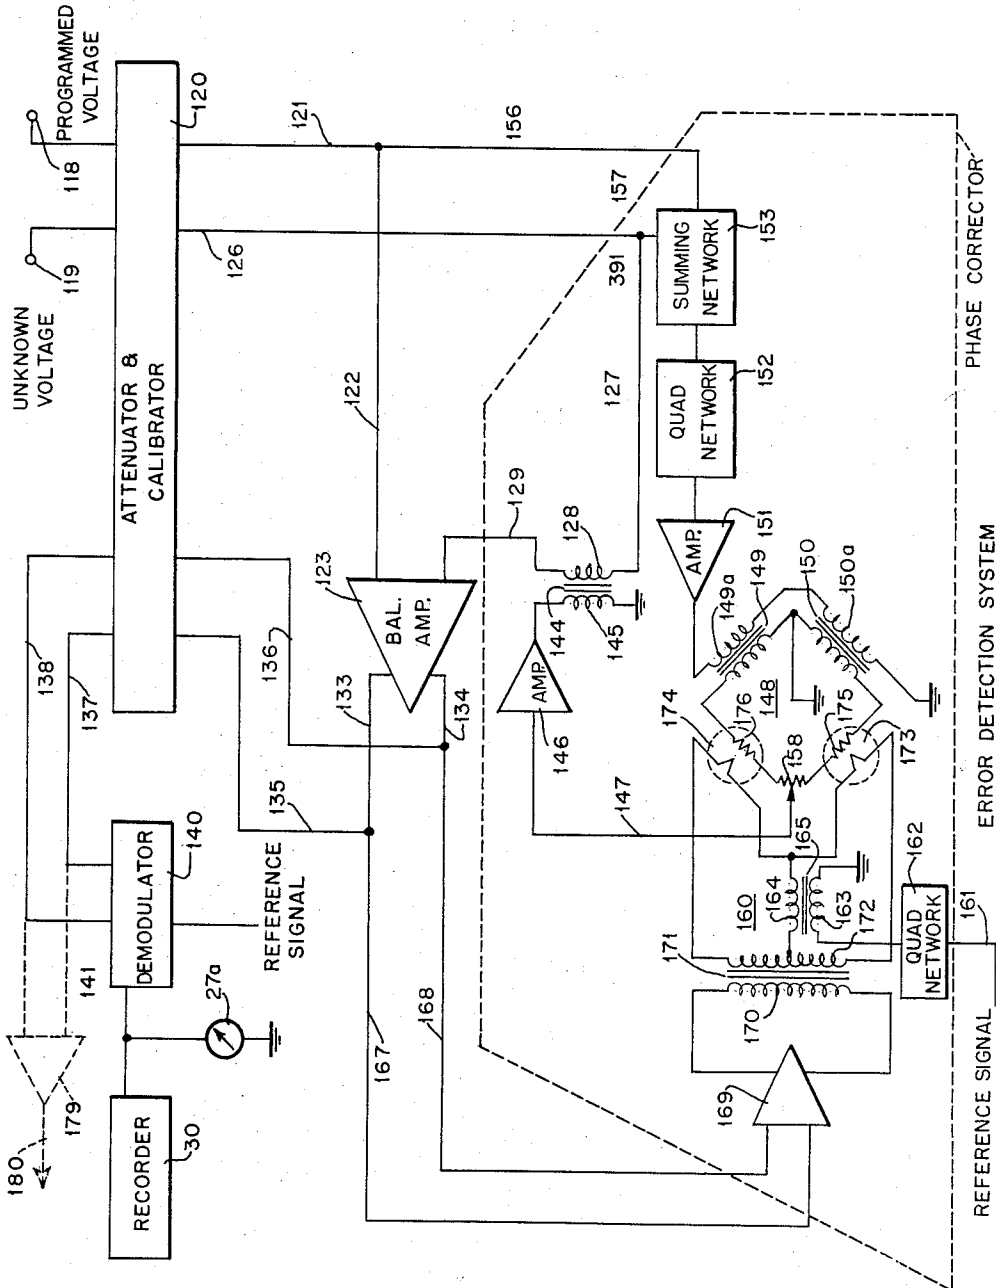 PROGRAMMED
VOLTAGE
118
119
UNKNOWN
VOLTAGE
120
ATTENUATOR &
CALIBRATOR
121
156
126
157
391
122
127
123
BAL.
AMP.
129
128
144
145
AMP.
146
133
134
136
135
138
137
147
SUMMING
NETWORK
153
QUAD
NETWORK
152
AMP.
151
149a
149
150
150a
148
174
176
175
158
173
165
160
164
163
162
QUAD
NETWORK
161
172
171
170
169
168
167
DEMODULATOR
140
REFERENCE
SIGNAL
141
27a
179
180
RECORDER
30
PHASE CORRECTOR
ERROR DETECTION SYSTEM
REFERENCE SIGNAL